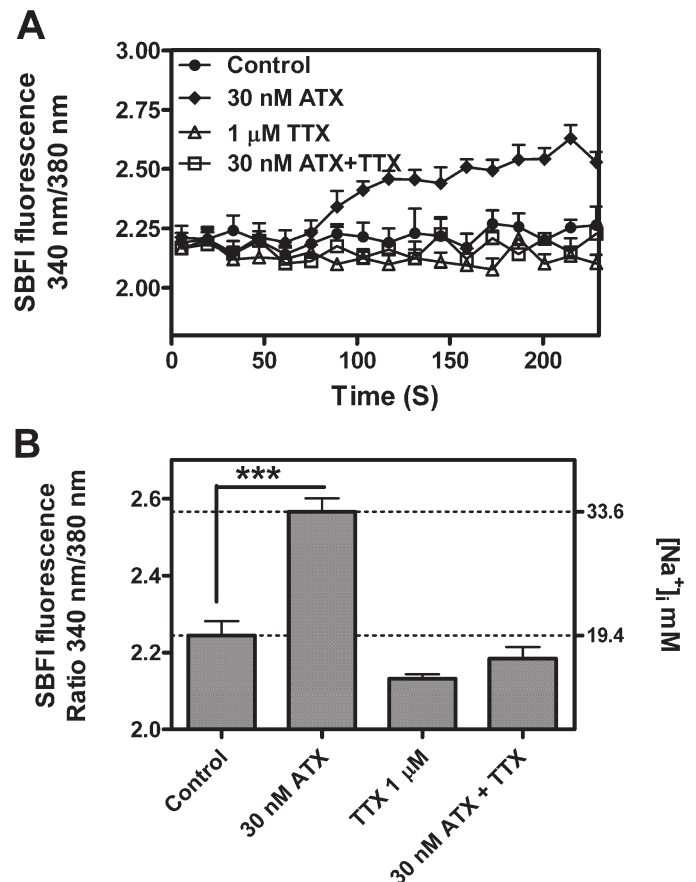 A
SBFI fluorescence
340 nm/380 nm
3.00
2.75
2.50
2.25
2.00
Control
30 nM ATX
1 μM TTX
30 nM ATX+TTX
0
50
100
150
200
Time (S)
B
SBFI fluorescence
Ratio 340 nm/380 nm
2.6
2.4
2.2
2.0
***
33.6
19.4
[Na+]i, mM
Control
30 nM ATX
TTX 1 μM
30 nM ATX + TTX